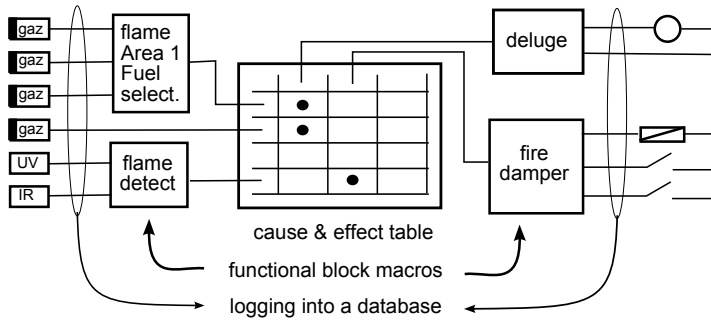 gaz
gaz
gaz
gaz
UV
IR
flame
Area 1
Fuel
select.
flame
detect
deluge
fire
damper
cause & effect table
functional block macros
logging into a database